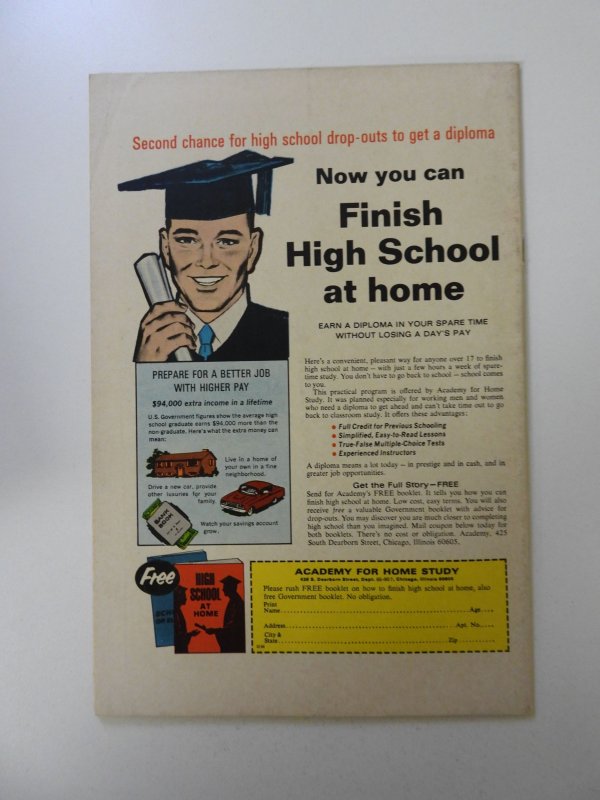 Second chance for high school drop-outs to get a diploma
Now you can
Finish
High School
at home
EARN A DIPLOMA IN YOUR SPARE TIME
WITHOUT LOSING A DAY'S PAY
PREPARE FOR A BETTER JOB
WITH HIGHER PAY
$94,000 extra income in a lifetime
U.S. Government figures show the average high
school graduate earns $94,000 more than the
non-graduate. Here's what the extra money can
mean:
Live in a home of
your own in a fine
neighborhood.
Drive a new car, provide
other luxuries for your
family.
BANK
BOOK
Watch your savings account
grow.
Here's a convenient, pleasant way for anyone over 17 to finish
high school at home — with just a few hours a week of spare-
time study. You don't have to go back to school — school comes
to you.
This practical program is offered by Academy for Home
Study. It was planned especially for working men and women
who need a diploma to get ahead and can't take time out to go
back to classroom study. It offers these advantages:
• Full Credit for Previous Schooling
• Simplified, Easy-to-Read Lessons
• True-False Multiple-Choice Tests
• Experienced Instructors
A diploma means a lot today — in prestige and in cash, and in
greater job opportunities.
Get the Full Story—FREE
Send for Academy's FREE booklet. It tells you how you can
finish high school at home. Low cost, easy terms. You will also
receive free a valuable Government booklet with advice for
drop-outs. You may discover you are much closer to completing
high school than you imagined. Mail coupon below today for
both booklets. There's no cost or obligation. Academy, 425
South Dearborn Street, Chicago, Illinois 60605.
Free
HIGH
SCHOOL
AT
HOME
ACADEMY FOR HOME STUDY
S. Dearborn Street, Dept. Chicago, Illinois 60605
Please rush FREE booklet on how to finish high school at home, also
free Government booklet. No obligation.
Print
Name Age
Address Apt. No.
City &
State Zip